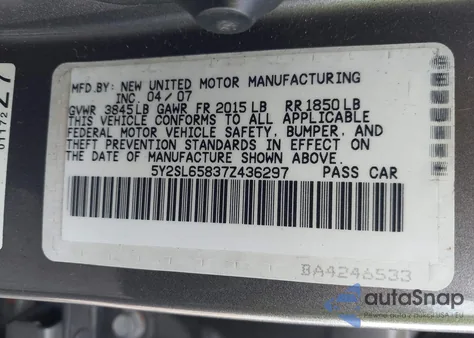 MFD.BY: NEW UNITED MOTOR MANUFACTURING
INC. 04/07
GVWR 3845LB GAWR FR 2015 LB RR 1850 LB
THIS VEHICLE CONFORMS TO ALL APPLICABLE
FEDERAL MOTOR VEHICLE SAFETY, BUMPER, AND
THEFT PREVENTION STANDARDS IN EFFECT ON
THE DATE OF MANUFACTURE SHOWN ABOVE.
5Y2SL65837Z436297 PASS CAR
BA4246533
01172
autoSnap